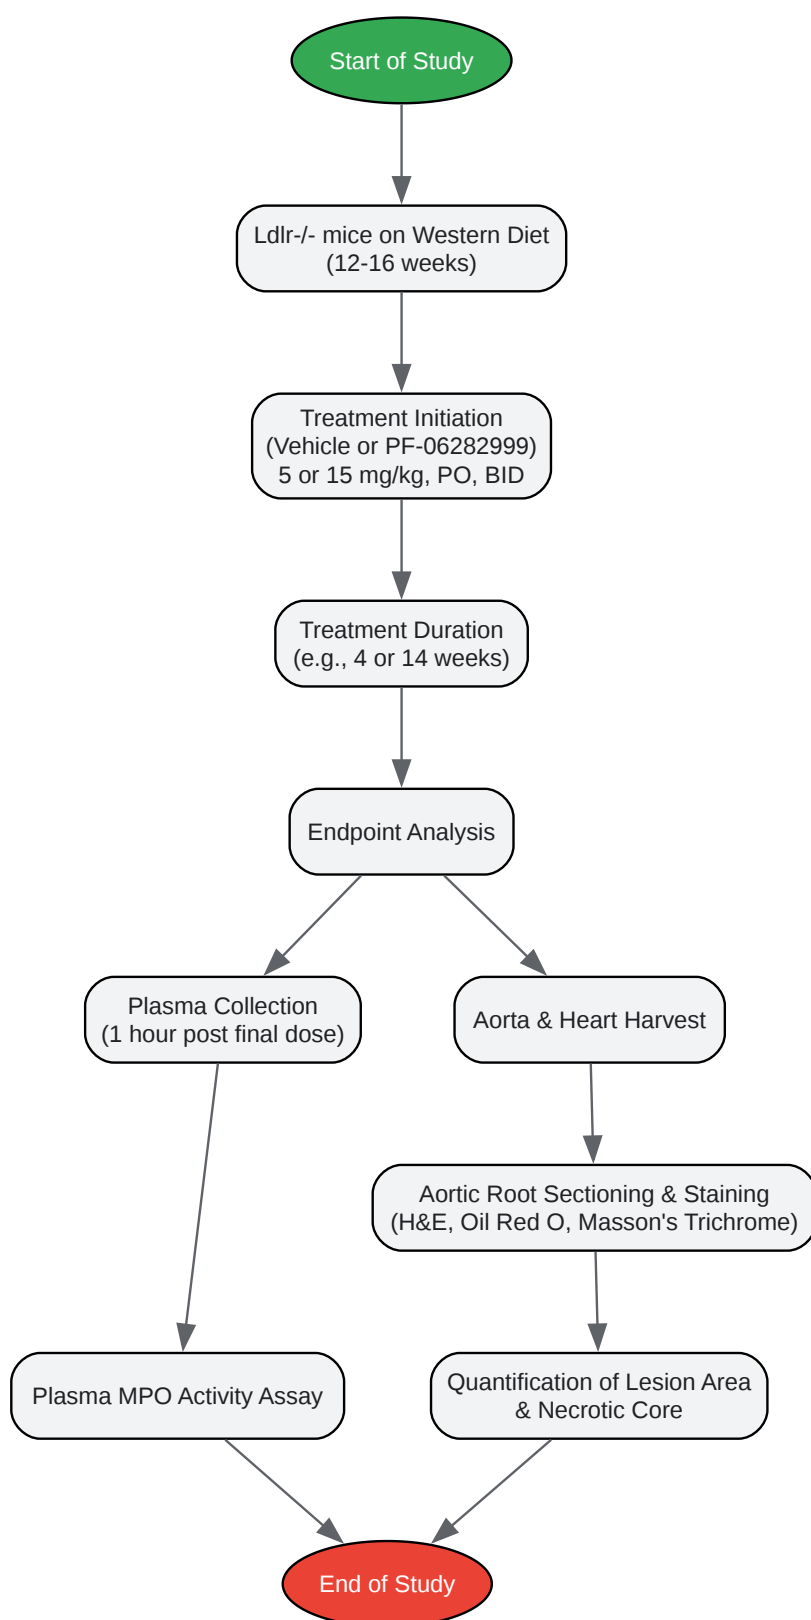 Start of Study
Ldlr-/- mice on Western Diet
(12-16 weeks)
Treatment Initiation
(Vehicle or PF-06282999)
5 or 15 mg/kg, PO, BID
Treatment Duration
(e.g., 4 or 14 weeks)
Endpoint Analysis
Plasma Collection
(1 hour post final dose)
Aorta & Heart Harvest
Aortic Root Sectioning & Staining
(H&E, Oil Red O, Masson's Trichrome)
Plasma MPO Activity Assay
Quantification of Lesion Area
& Necrotic Core
End of Study